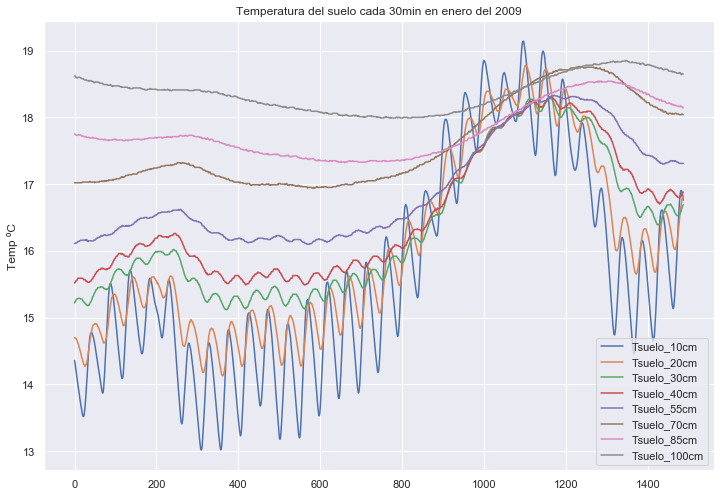 Temperatura del suelo cada 30min en enero del 2009
Temp ºC
19
18
17
16
15
14
13
0
200
400
600
800
1000
1200
1400
Tsuelo_10cm
Tsuelo_20cm
Tsuelo_30cm
Tsuelo_40cm
Tsuelo_55cm
Tsuelo_70cm
Tsuelo_85cm
Tsuelo_100cm